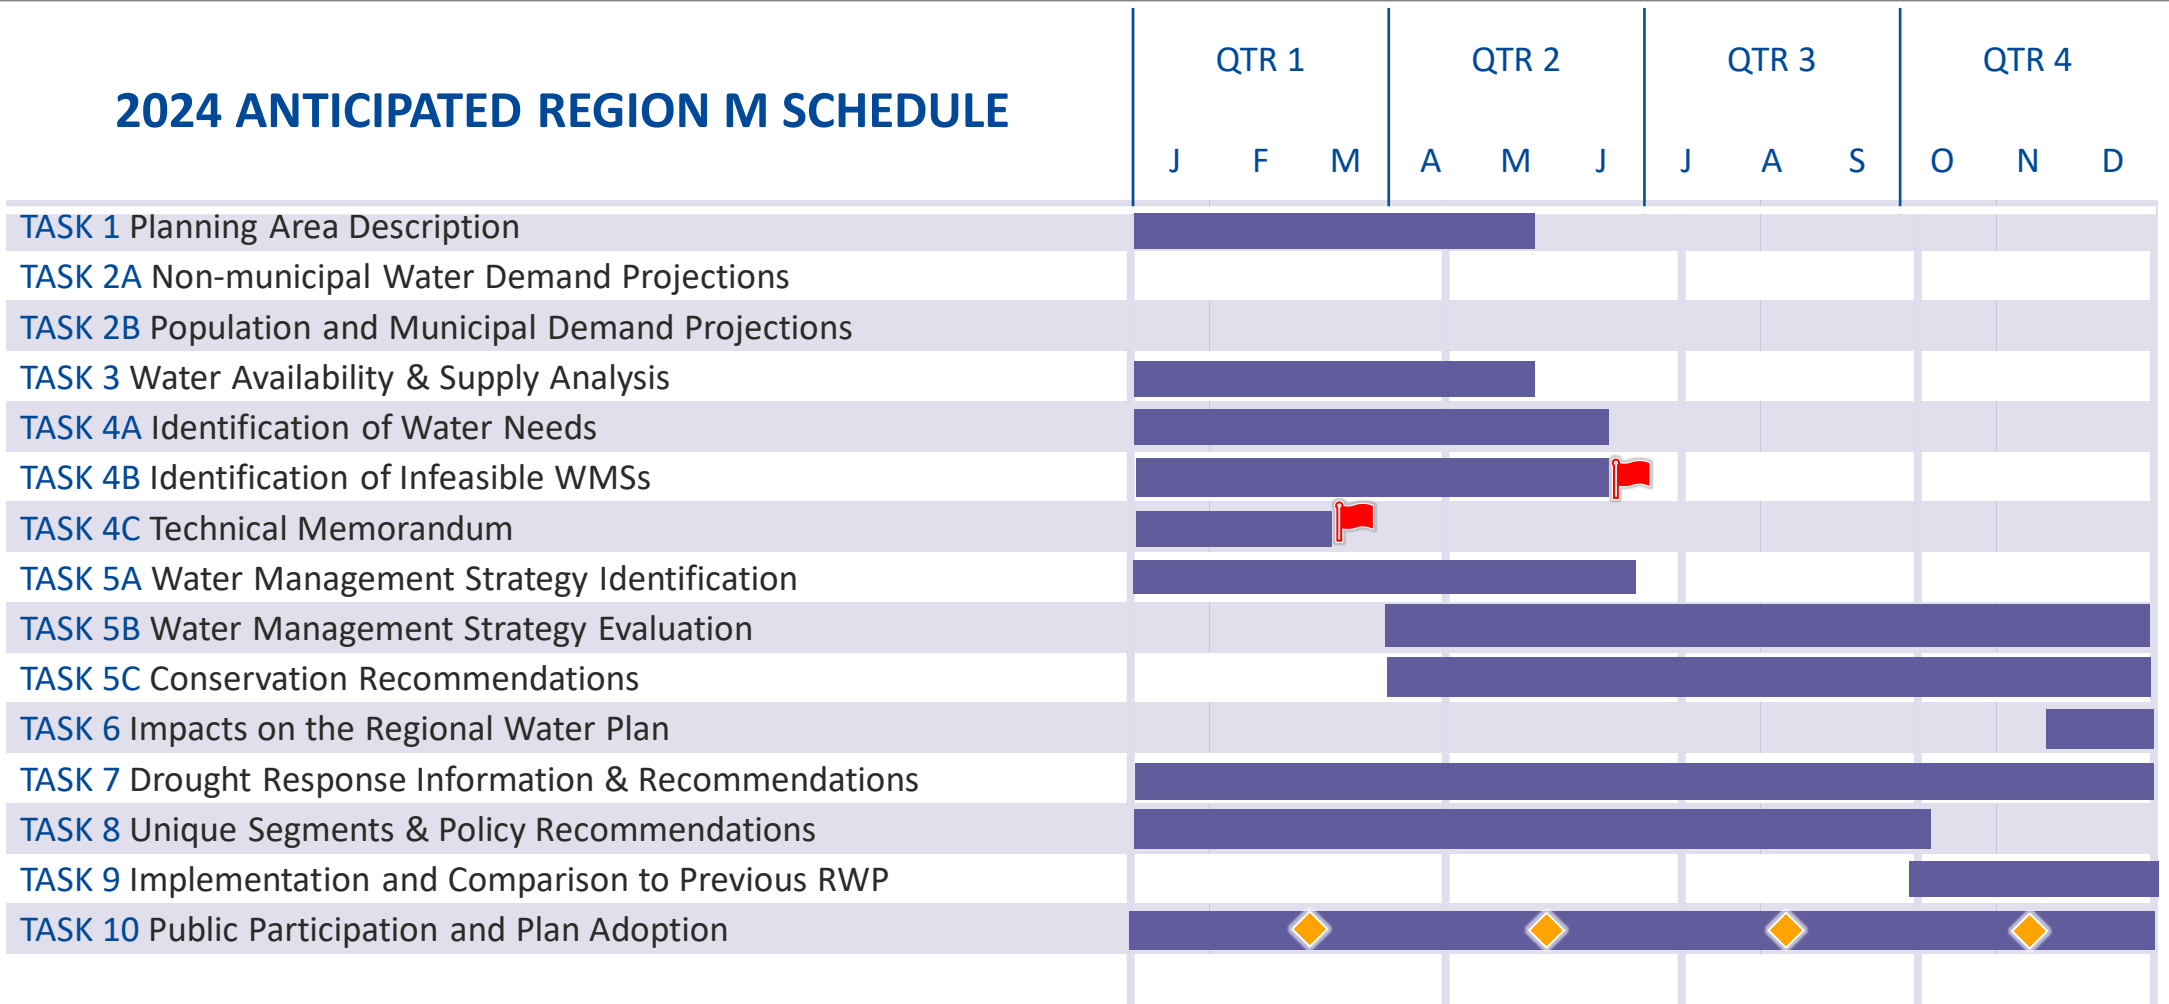 QTR 1 QTR 2 QTR 3 QTR 4
2024 ANTICIPATED REGION M SCHEDULE
J F M A M J J A S O N D
TASK 1 Planning Area Description
TASK 2A Non-municipal Water Demand Projections
TASK 2B Population and Municipal Demand Projections
TASK 3 Water Availability & Supply Analysis
TASK 4A Identification of Water Needs
TASK 4B Identification of Infeasible WMSs
TASK 4C Technical Memorandum
TASK 5A Water Management Strategy Identification
TASK 5B Water Management Strategy Evaluation
TASK 5C Conservation Recommendations
TASK 6 Impacts on the Regional Water Plan
TASK 7 Drought Response Information & Recommendations
TASK 8 Unique Segments & Policy Recommendations
TASK 9 Implementation and Comparison to Previous RWP
TASK 10 Public Participation and Plan Adoption